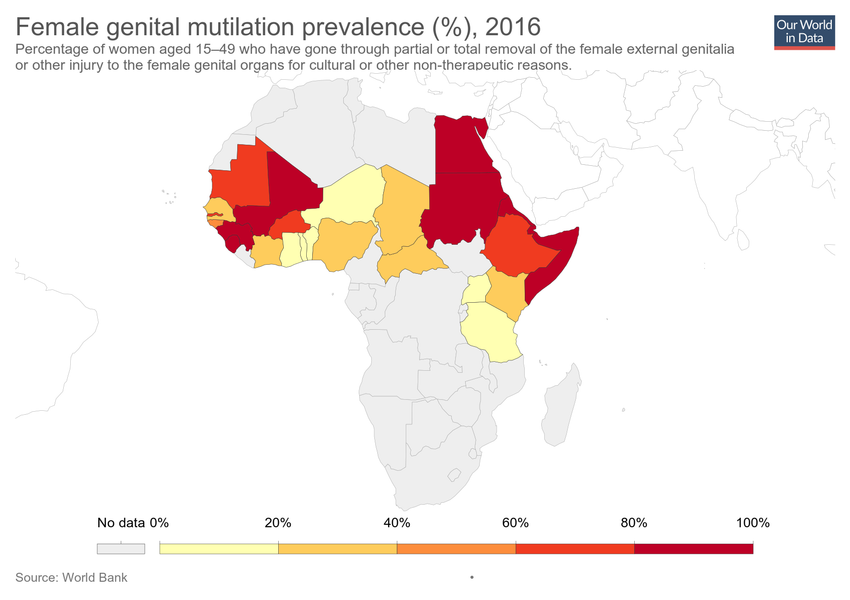 Female genital mutilation prevalence (%), 2016
Our World
in Data
Percentage of women aged 15–49 who have gone through partial or total removal of the female external genitalia
or other injury to the female genital organs for cultural or other non-therapeutic reasons.
No data 0% 20% 40% 60% 80% 100%
Source: World Bank